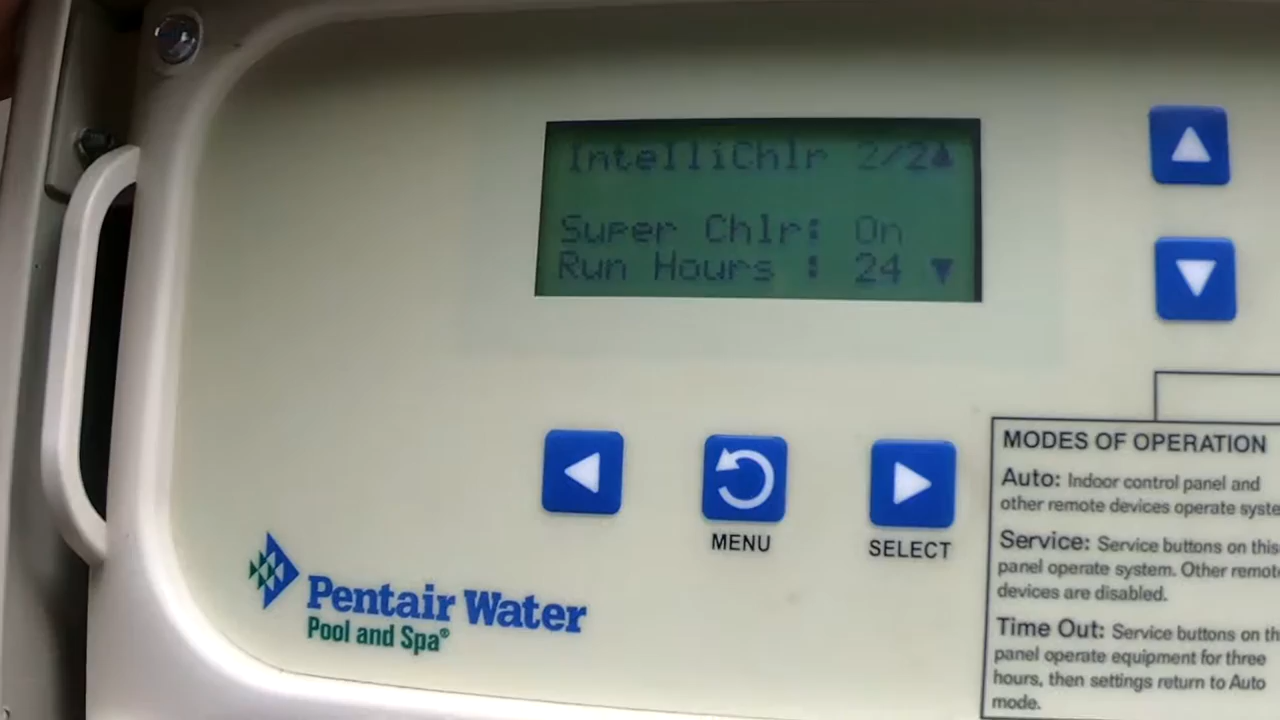 IntelliChlr 2/2▲
Super Chlr: On
Run Hours : 24 ▼
MENU
SELECT
Pentair Water
Pool and Spa®
MODES OF OPERATION
Auto: Indoor control panel and
other remote devices operate
Service: Service buttons on this
panel operate system. Other
devices are disabled.
Time Out: Service buttons on
panel operate equipment for three
hours, then settings return to Auto
mode.